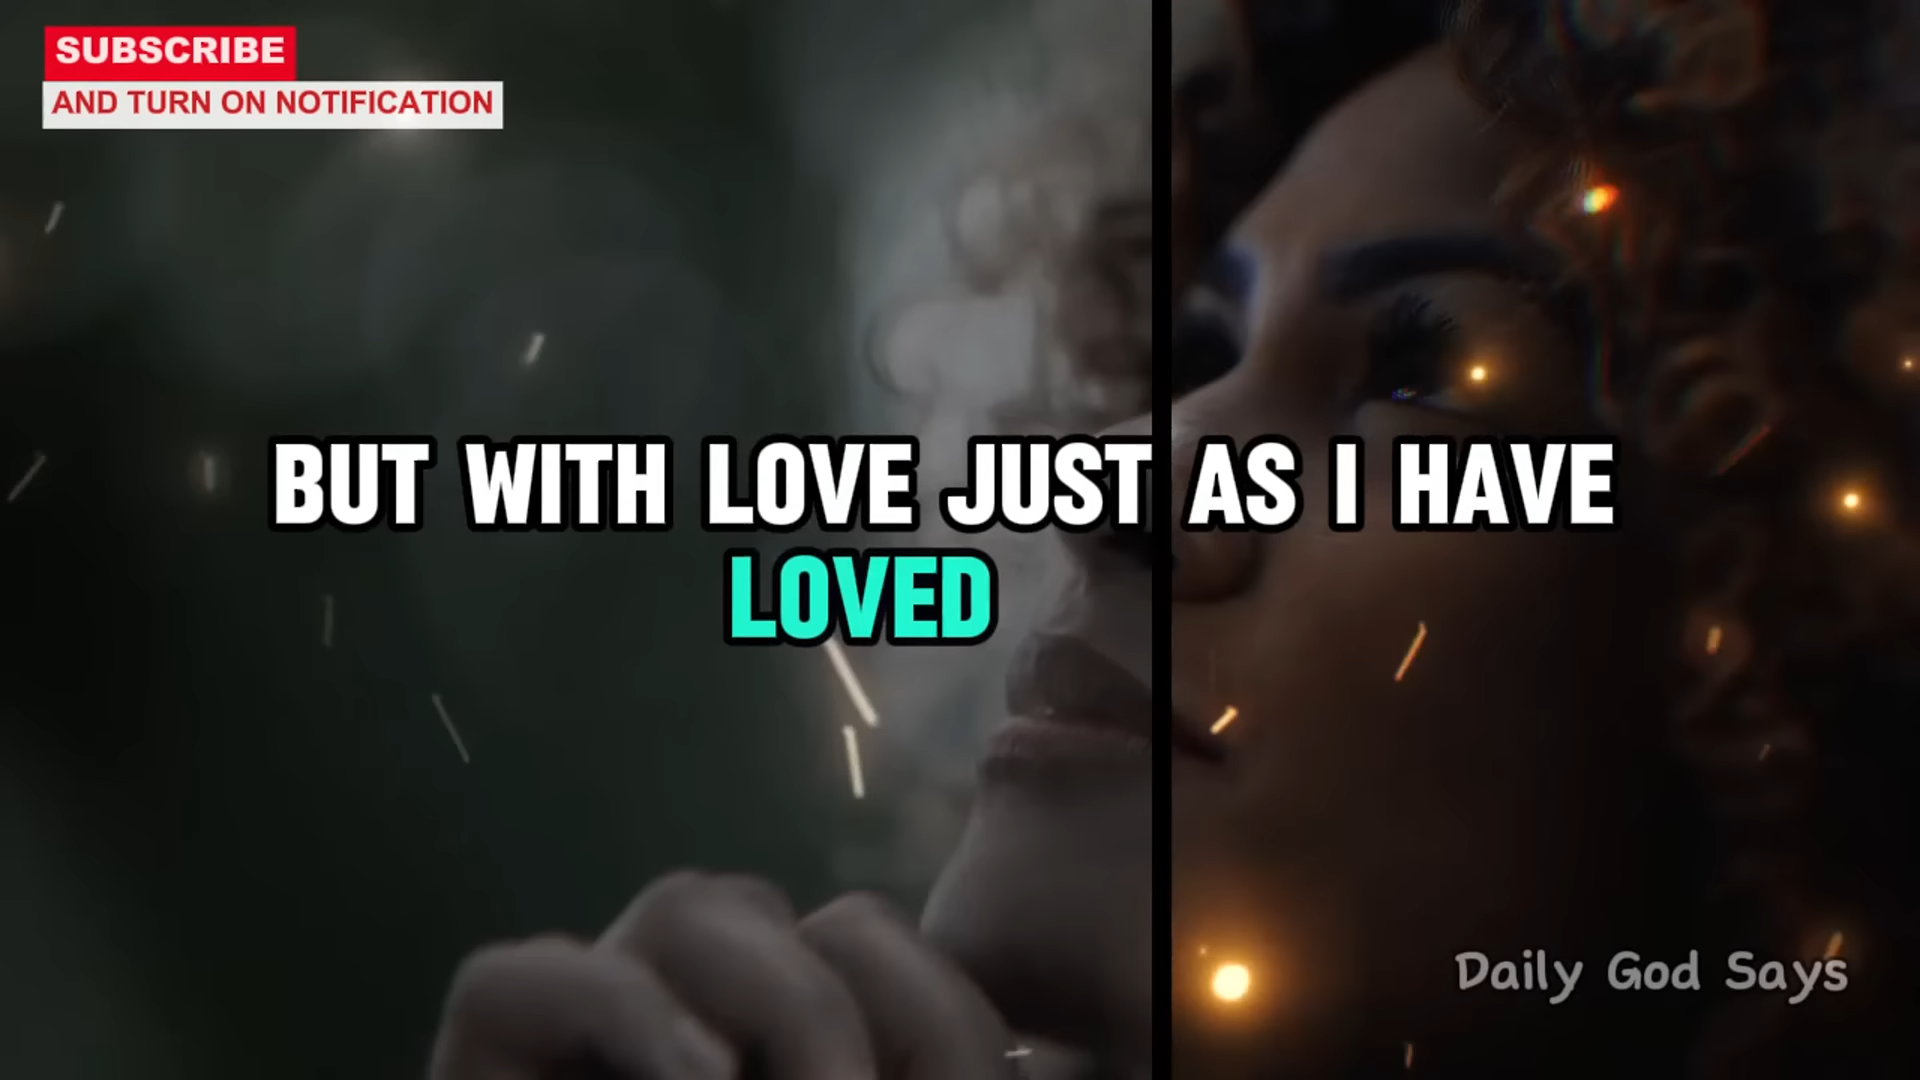 SUBSCRIBE
AND TURN ON NOTIFICATION
BUT WITH LOVE JUST AS I HAVE
LOVED
Daily God Says